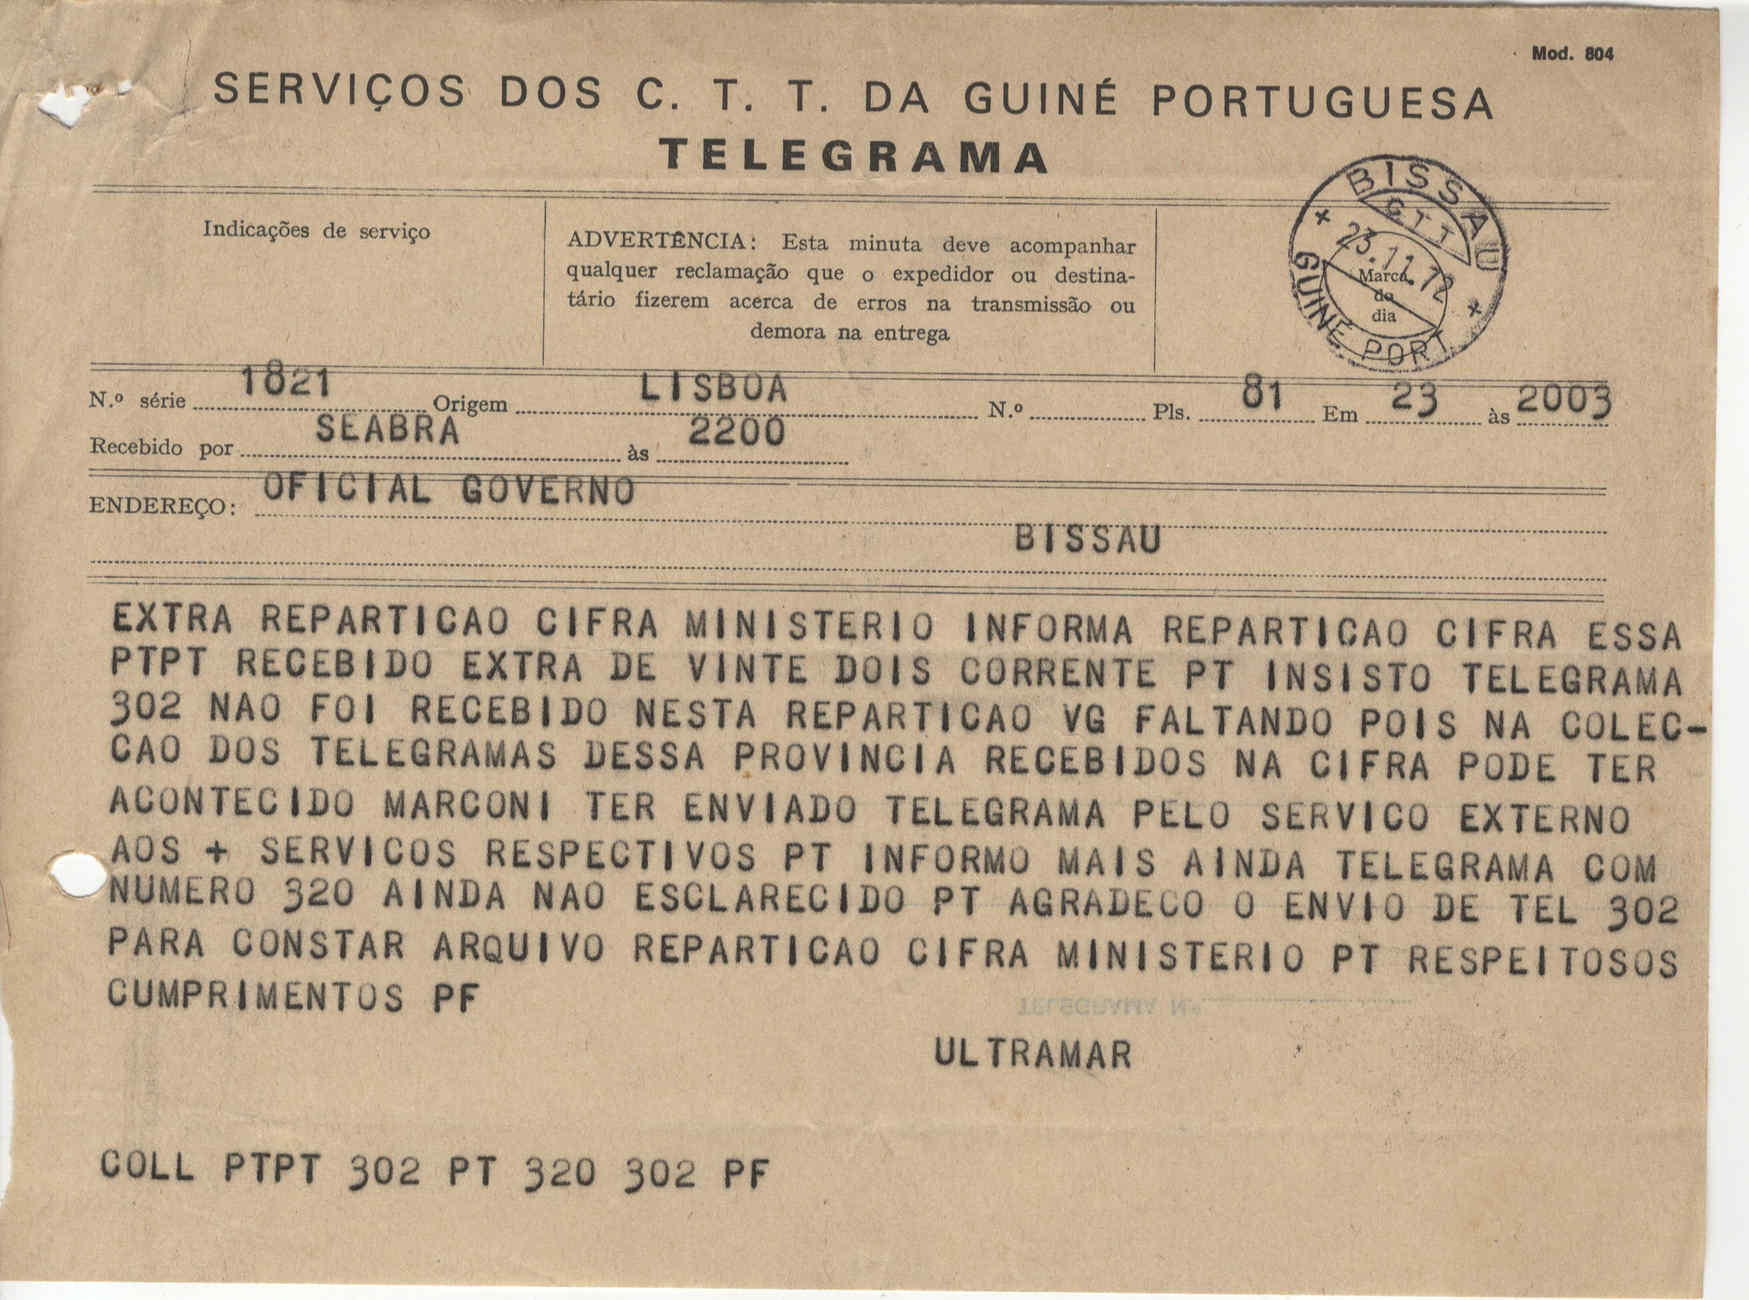 Mod. 804
SERVIÇOS DOS C. T. T. DA GUINÉ PORTUGUESA
TELEGRAMA
Indicações de serviço
ADVERTÊNCIA: Esta minuta deve acompanhar
qualquer reclamação que o expedidor ou destina-
tário fizerem acerca de erros na transmissão ou
demora na entrega
BISSAU
CTT
23.11.72
Marca
do
dia
GUINE PORT.
N.º série 1821 Origem LISBOA N.º Pls. 81 Em 23 às 2003
Recebido por SEABRA às 2200
ENDEREÇO: OFICIAL GOVERNO
BISSAU
EXTRA REPARTICAO CIFRA MINISTERIO INFORMA REPARTICAO CIFRA ESSA
PTPT RECEBIDO EXTRA DE VINTE DOIS CORRENTE PT INSISTO TELEGRAMA
302 NAO FOI RECEBIDO NESTA REPARTICAO VG FALTANDO POIS NA COLEC-
CAO DOS TELEGRAMAS DESSA PROVINCIA RECEBIDOS NA CIFRA PODE TER
ACONTECIDO MARCONI TER ENVIADO TELEGRAMA PELO SERVICO EXTERNO
AOS + SERVICOS RESPECTIVOS PT INFORMO MAIS AINDA TELEGRAMA COM
NUMERO 320 AINDA NAO ESCLARECIDO PT AGRADECO O ENVIO DE TEL 302
PARA CONSTAR ARQUIVO REPARTICAO CIFRA MINISTERIO PT RESPEITOSOS
CUMPRIMENTOS PF
TELEGRAMA N.º
ULTRAMAR
COLL PTPT 302 PT 320 302 PF